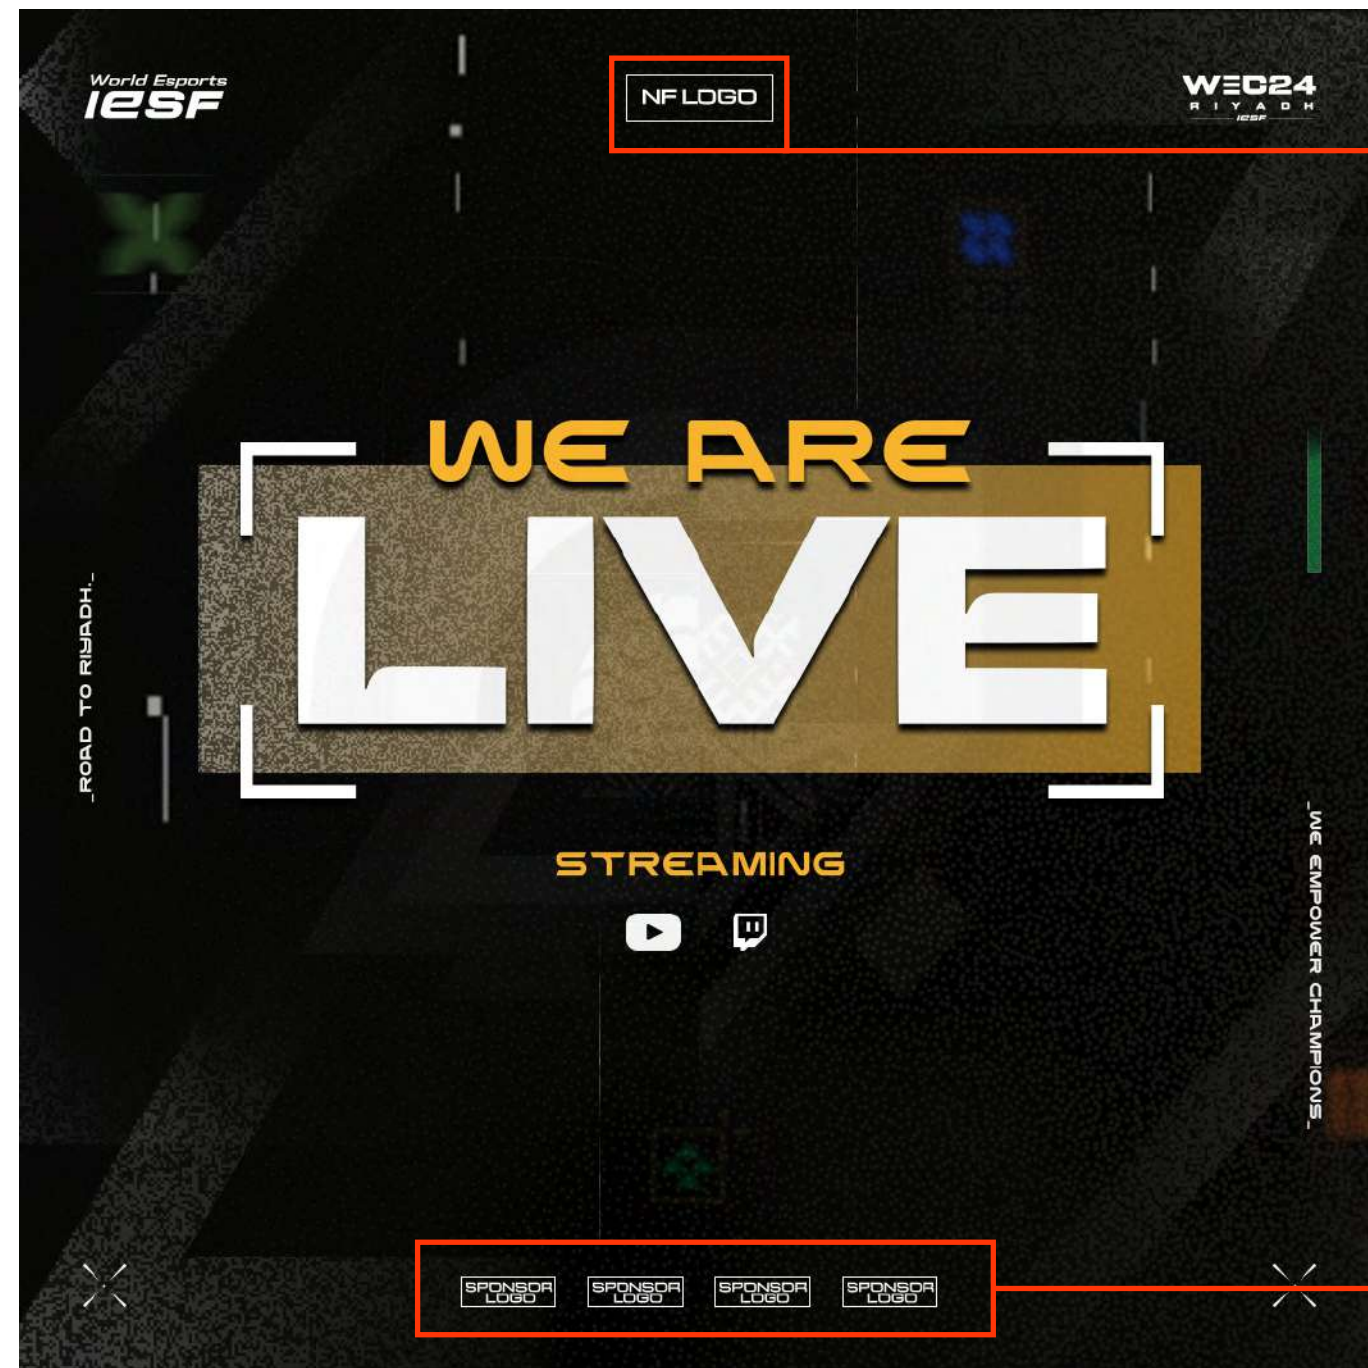 World Esports
IESF
NF LOGO
WEC24
RIYADH
IESF
WE ARE
LIVE
_ROAD TO RIYADH._
STREAMING
_WE EMPOWER CHAMPIONS_
SPONSOR
LOGO
SPONSOR
LOGO
SPONSOR
LOGO
SPONSOR
LOGO